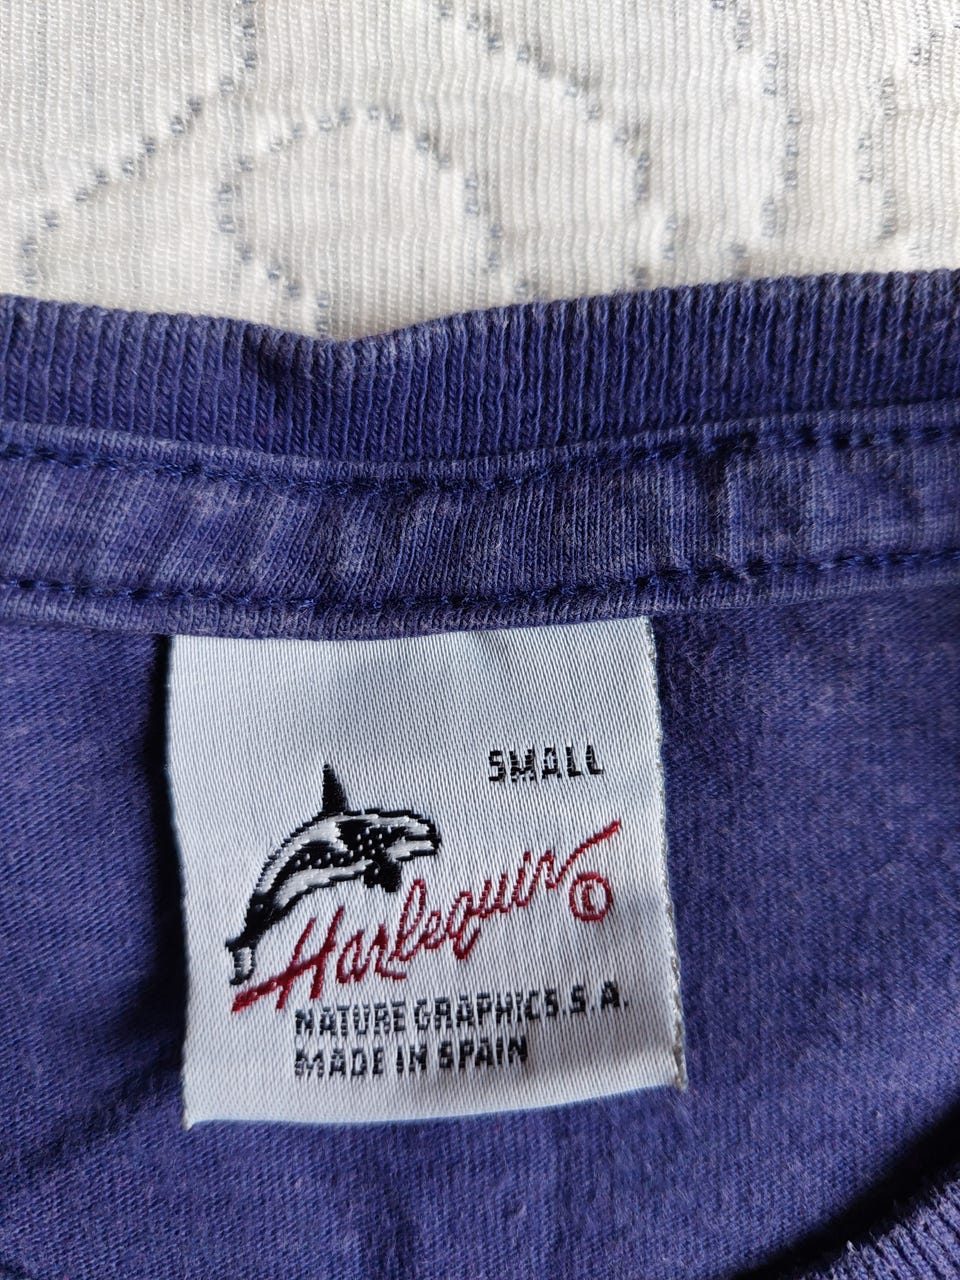 SMALL
Harlequin ©
NATURE GRAPHICS.S.A.
MADE IN SPAIN